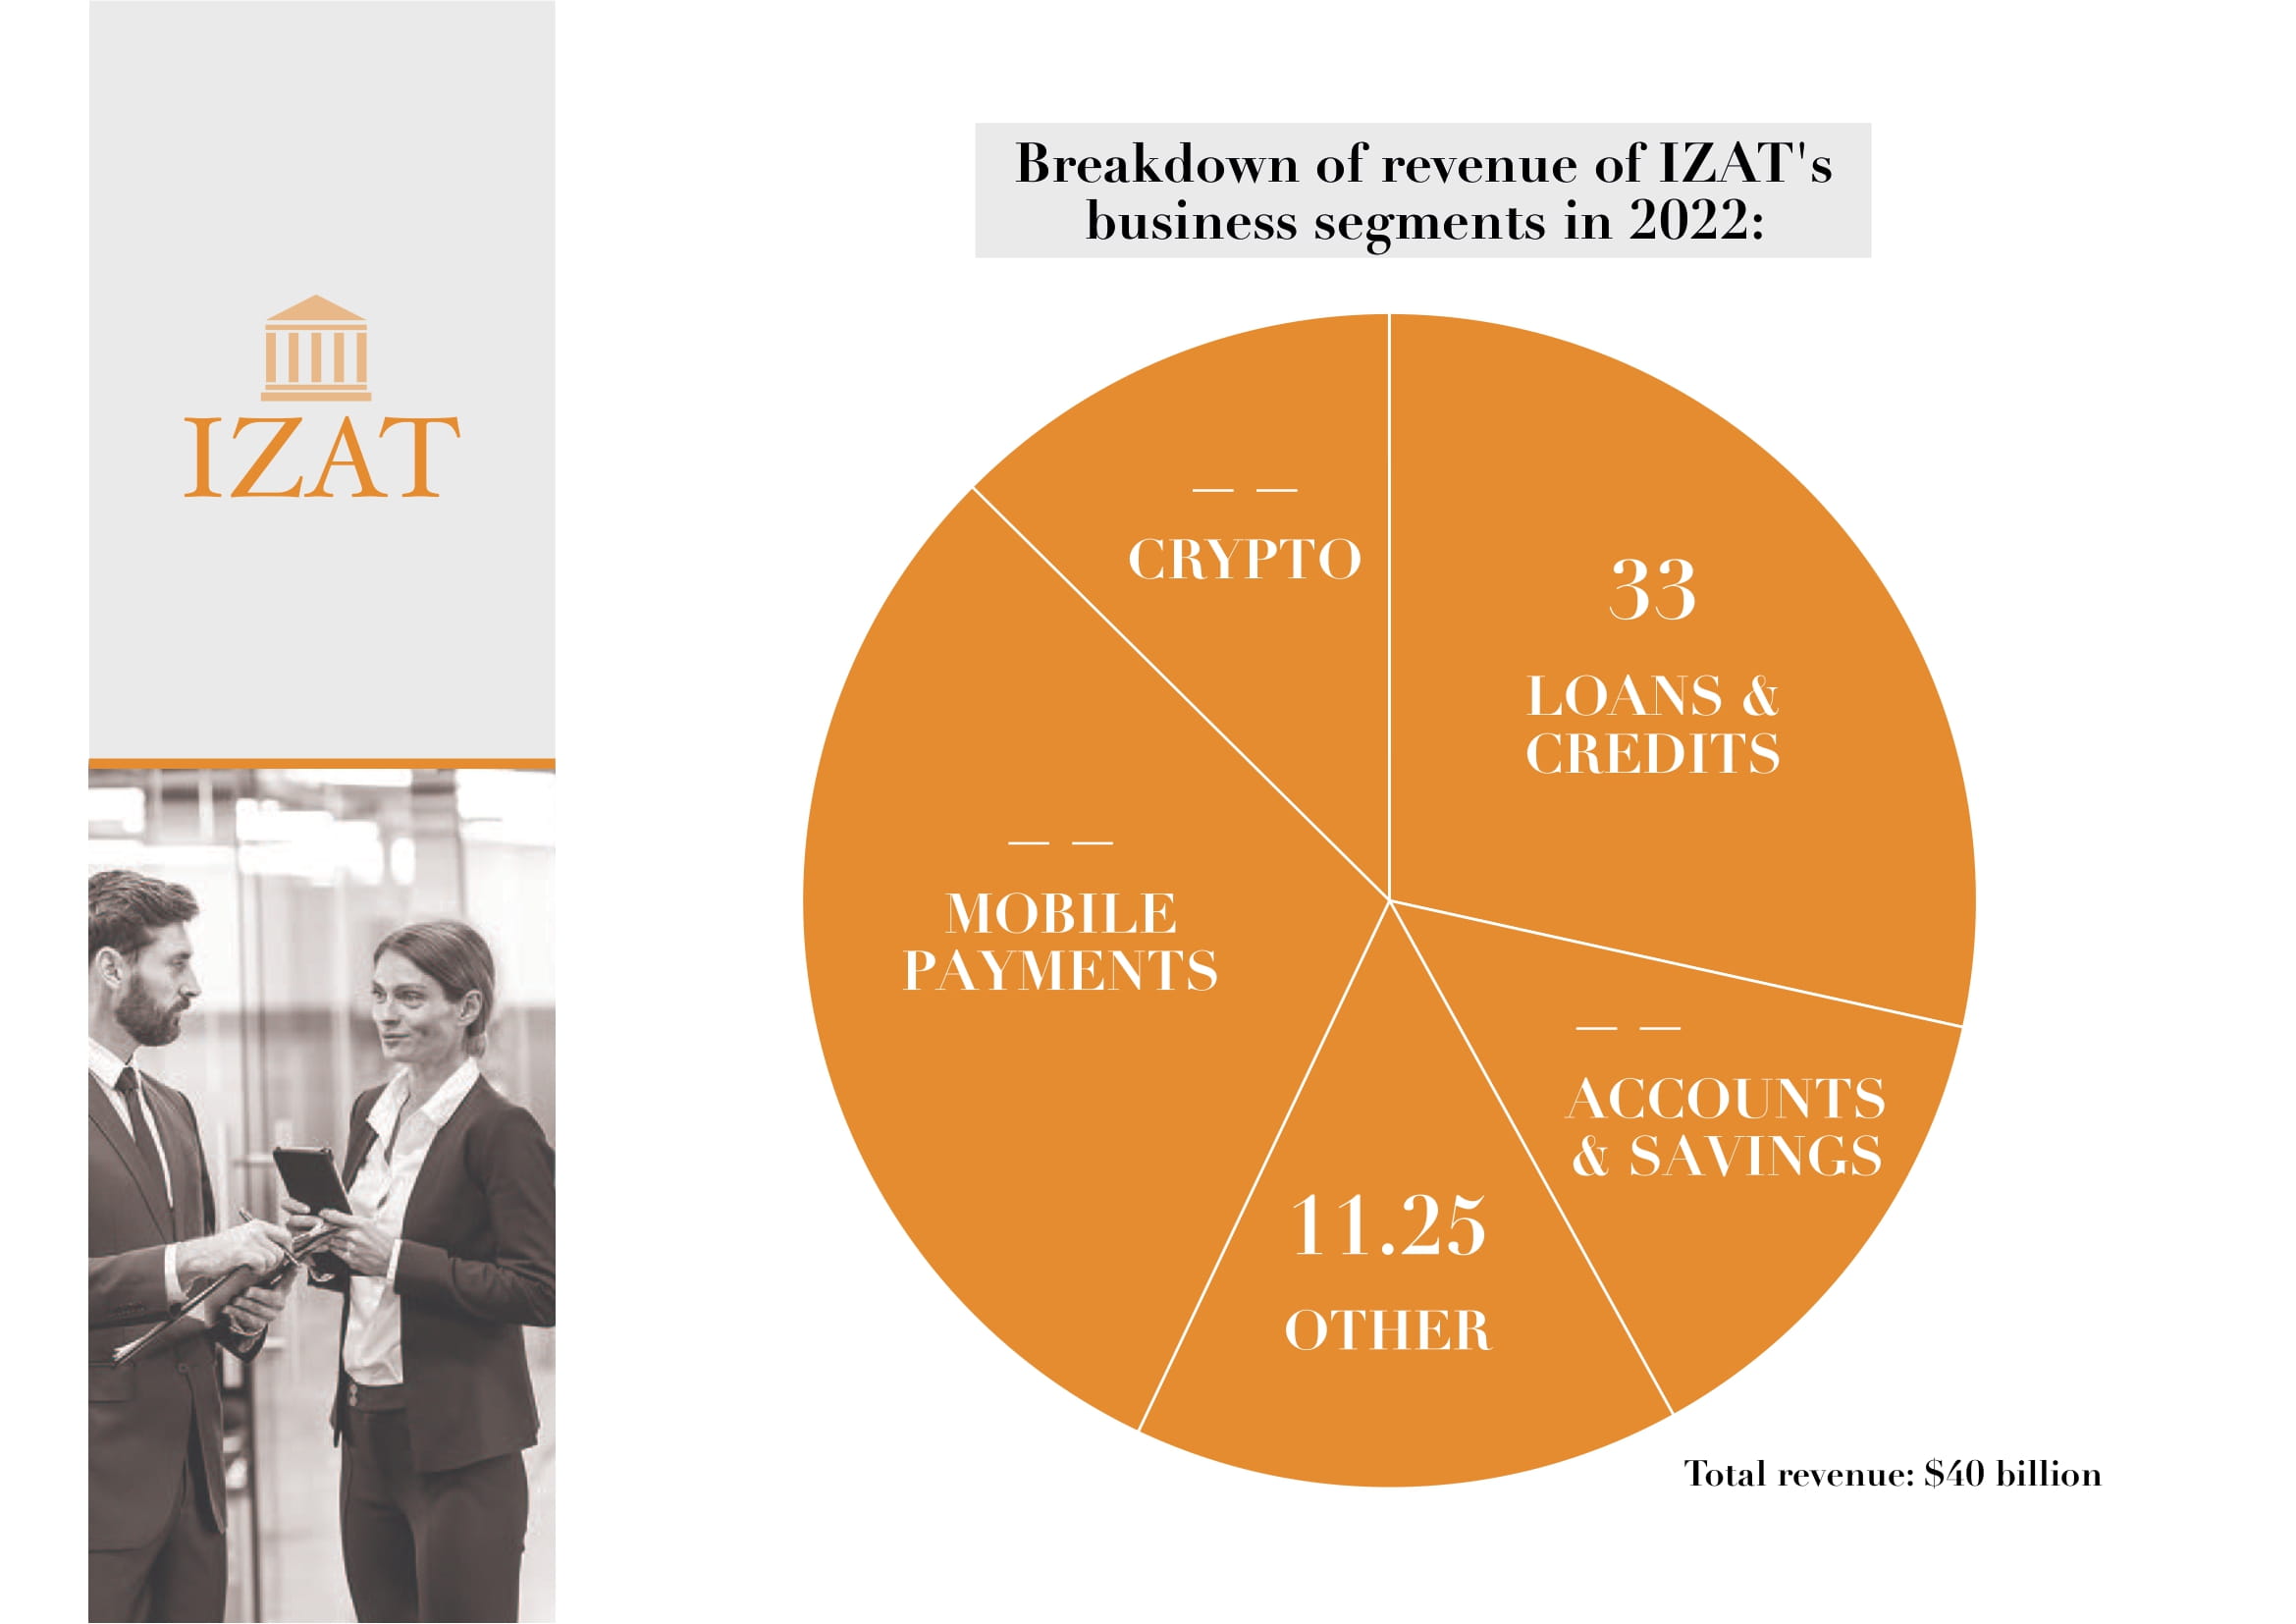 IZAT
Breakdown of revenue of IZAT's
business segments in 2022:
— —
CRYPTO
33
LOANS &
CREDITS
— —
MOBILE
PAYMENTS
— —
ACCOUNTS
& SAVINGS
11.25
OTHER
Total revenue: $40 billion